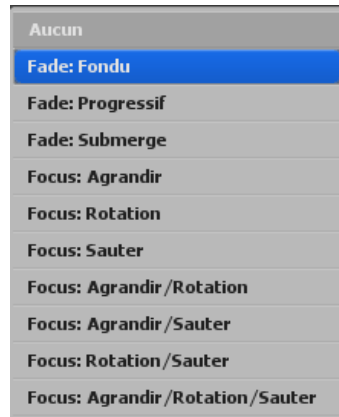 Aucun
Fade: Fondu
Fade: Progressif
Fade: Submerge
Focus: Agrandir
Focus: Rotation
Focus: Sauter
Focus: Agrandir/Rotation
Focus: Agrandir/Sauter
Focus: Rotation/Sauter
Focus: Agrandir/Rotation/Sauter